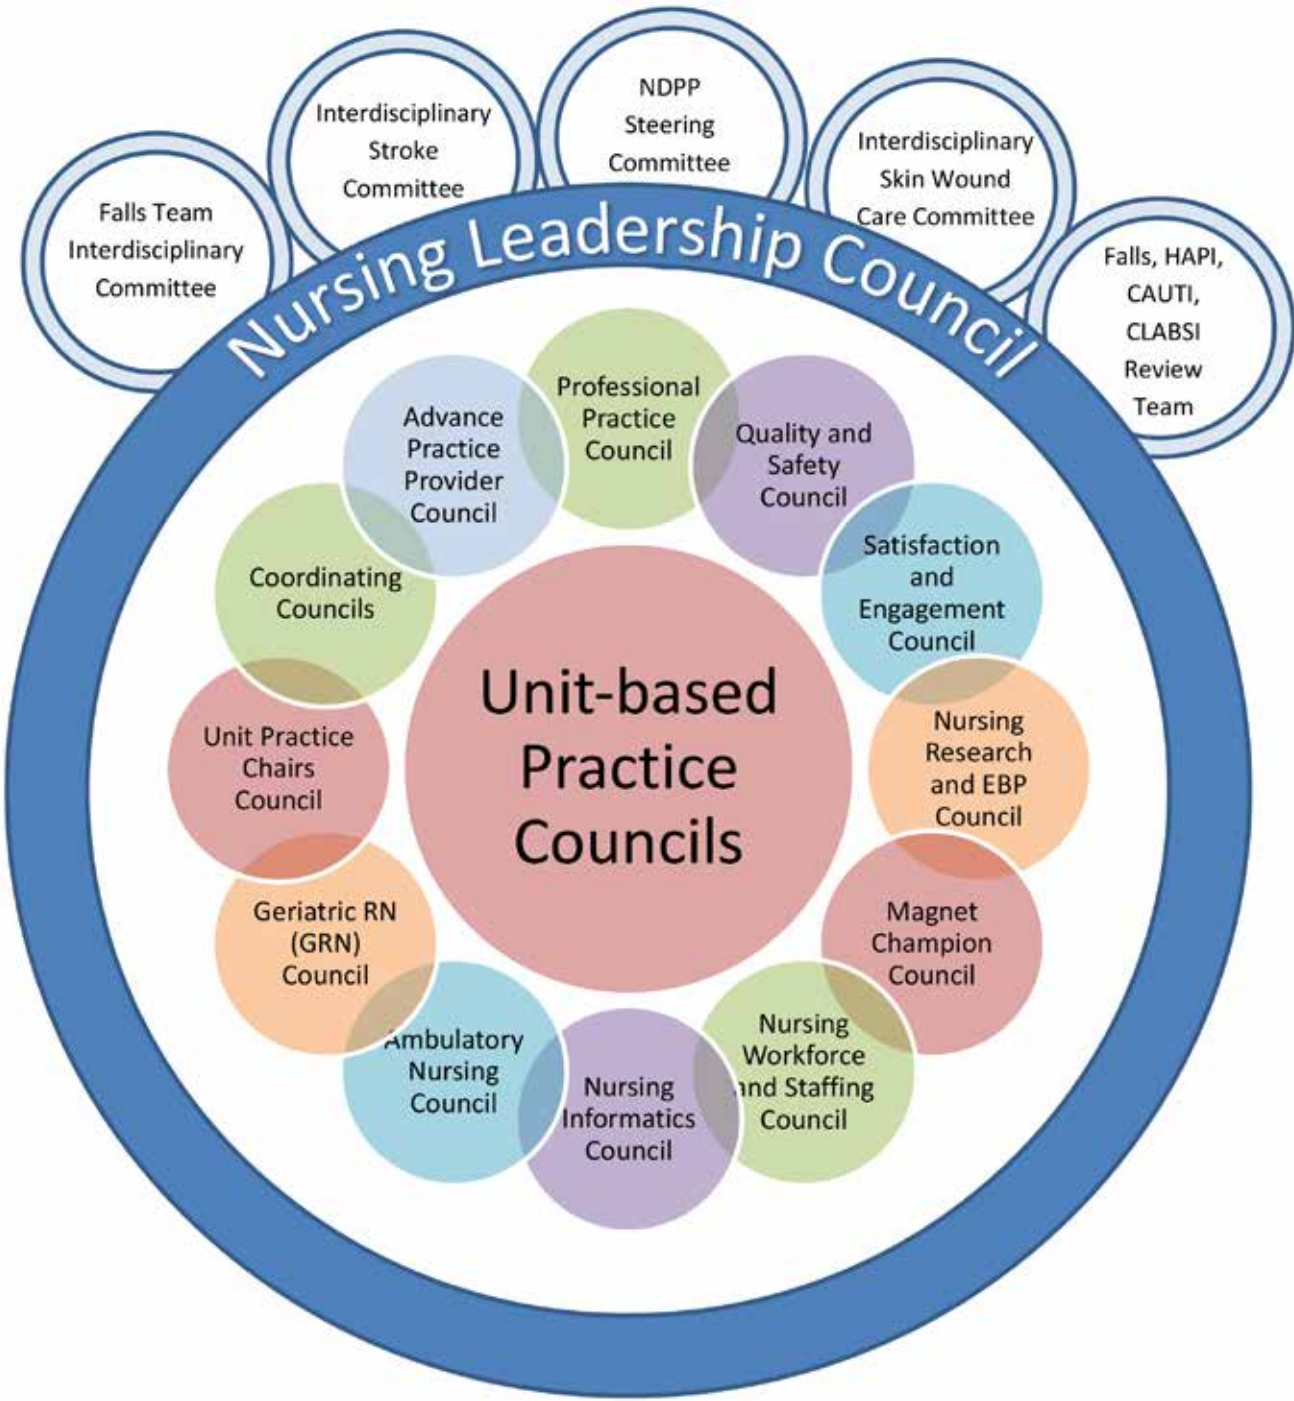 NDPP
Steering
Committee
Interdisciplinary
Stroke
Committee
Interdisciplinary
Skin Wound
Care Committee
Falls Team
Interdisciplinary
Committee
Falls, HAPI,
CAUTI,
CLABSI
Review
Team
Nursing Leadership Council
Professional
Practice
Council
Quality and
Safety
Council
Satisfaction
and
Engagement
Council
Nursing
Research
and EBP
Council
Magnet
Champion
Council
Nursing
Workforce
and Staffing
Council
Nursing
Informatics
Council
Ambulatory
Nursing
Council
Geriatric RN
(GRN)
Council
Unit Practice
Chairs
Council
Coordinating
Councils
Advance
Practice
Provider
Council
Unit-based
Practice
Councils